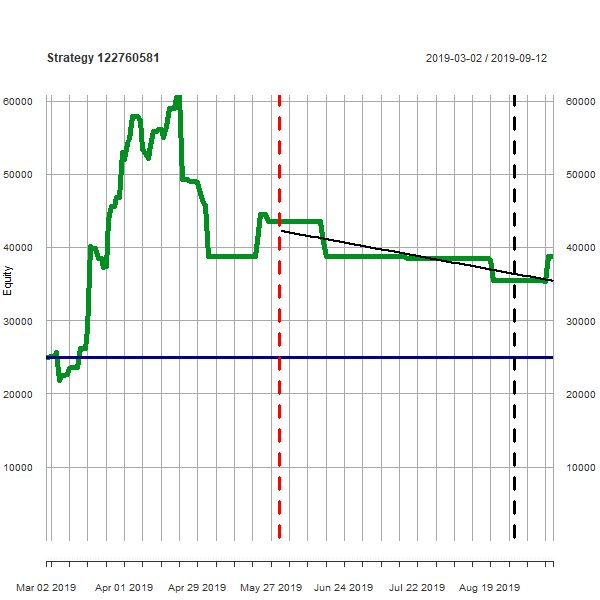 Strategy 122760581
2019-03-02 / 2019-09-12
60000
60000
50000
50000
40000
40000
30000
30000
20000
20000
10000
10000
Equity
Mar 02 2019
Apr 01 2019
Apr 29 2019
May 27 2019
Jun 24 2019
Jul 22 2019
Aug 19 2019